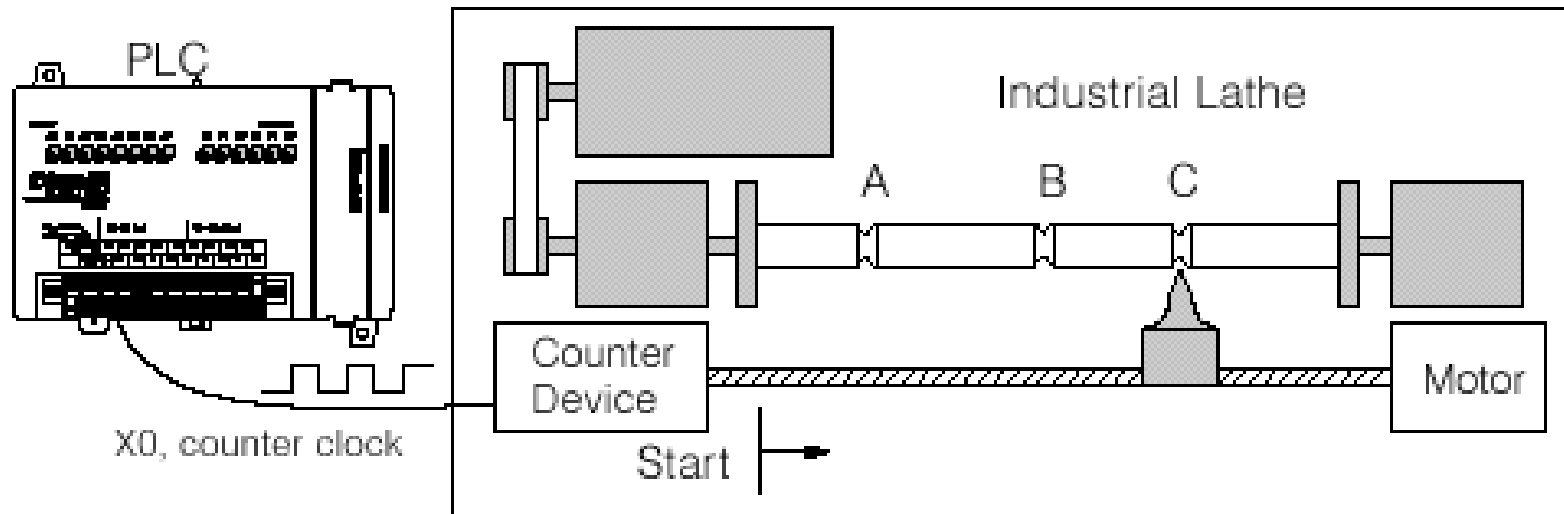 PLC
Industrial Lathe
A B C
Counter
Device
Motor
X0, counter clock
Start